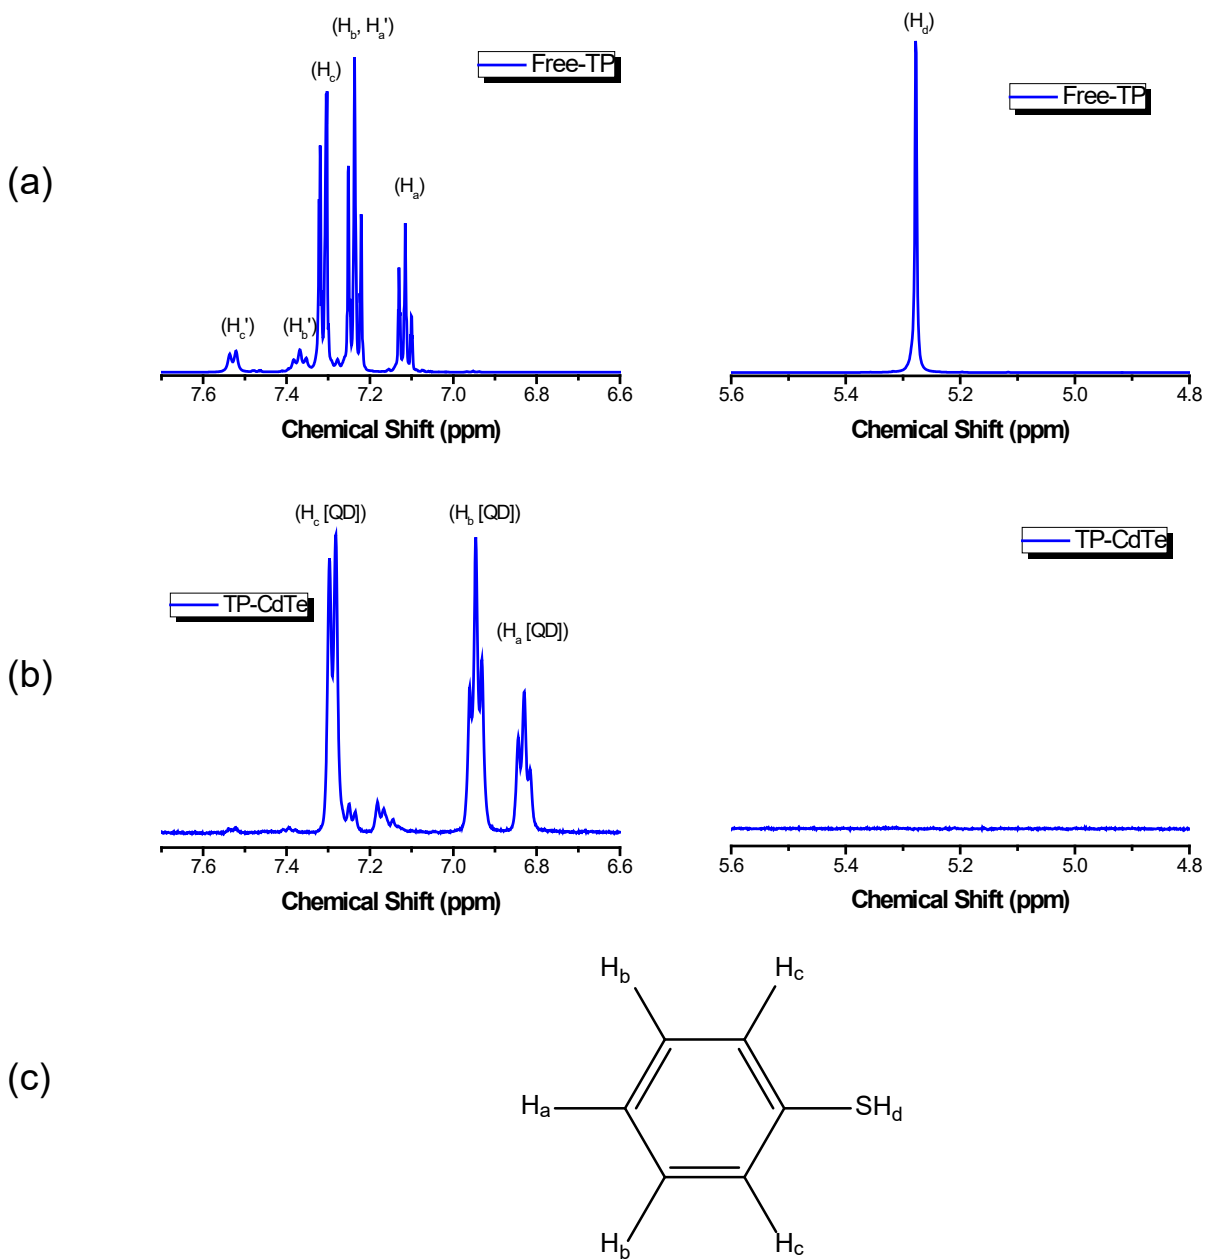 (a)
(Hc')
(Hb')
(Hc)
(Hb, Ha')
(Ha)
Free-TP
7.6 7.4 7.2 7.0 6.8 6.6
Chemical Shift (ppm)
(Hd)
Free-TP
5.6 5.4 5.2 5.0 4.8
Chemical Shift (ppm)
(b)
TP-CdTe
(Hc [QD])
(Hb [QD])
(Ha [QD])
7.6 7.4 7.2 7.0 6.8 6.6
Chemical Shift (ppm)
TP-CdTe
5.6 5.4 5.2 5.0 4.8
Chemical Shift (ppm)
(c)
Hb Hc
Ha SHd
Hb Hc